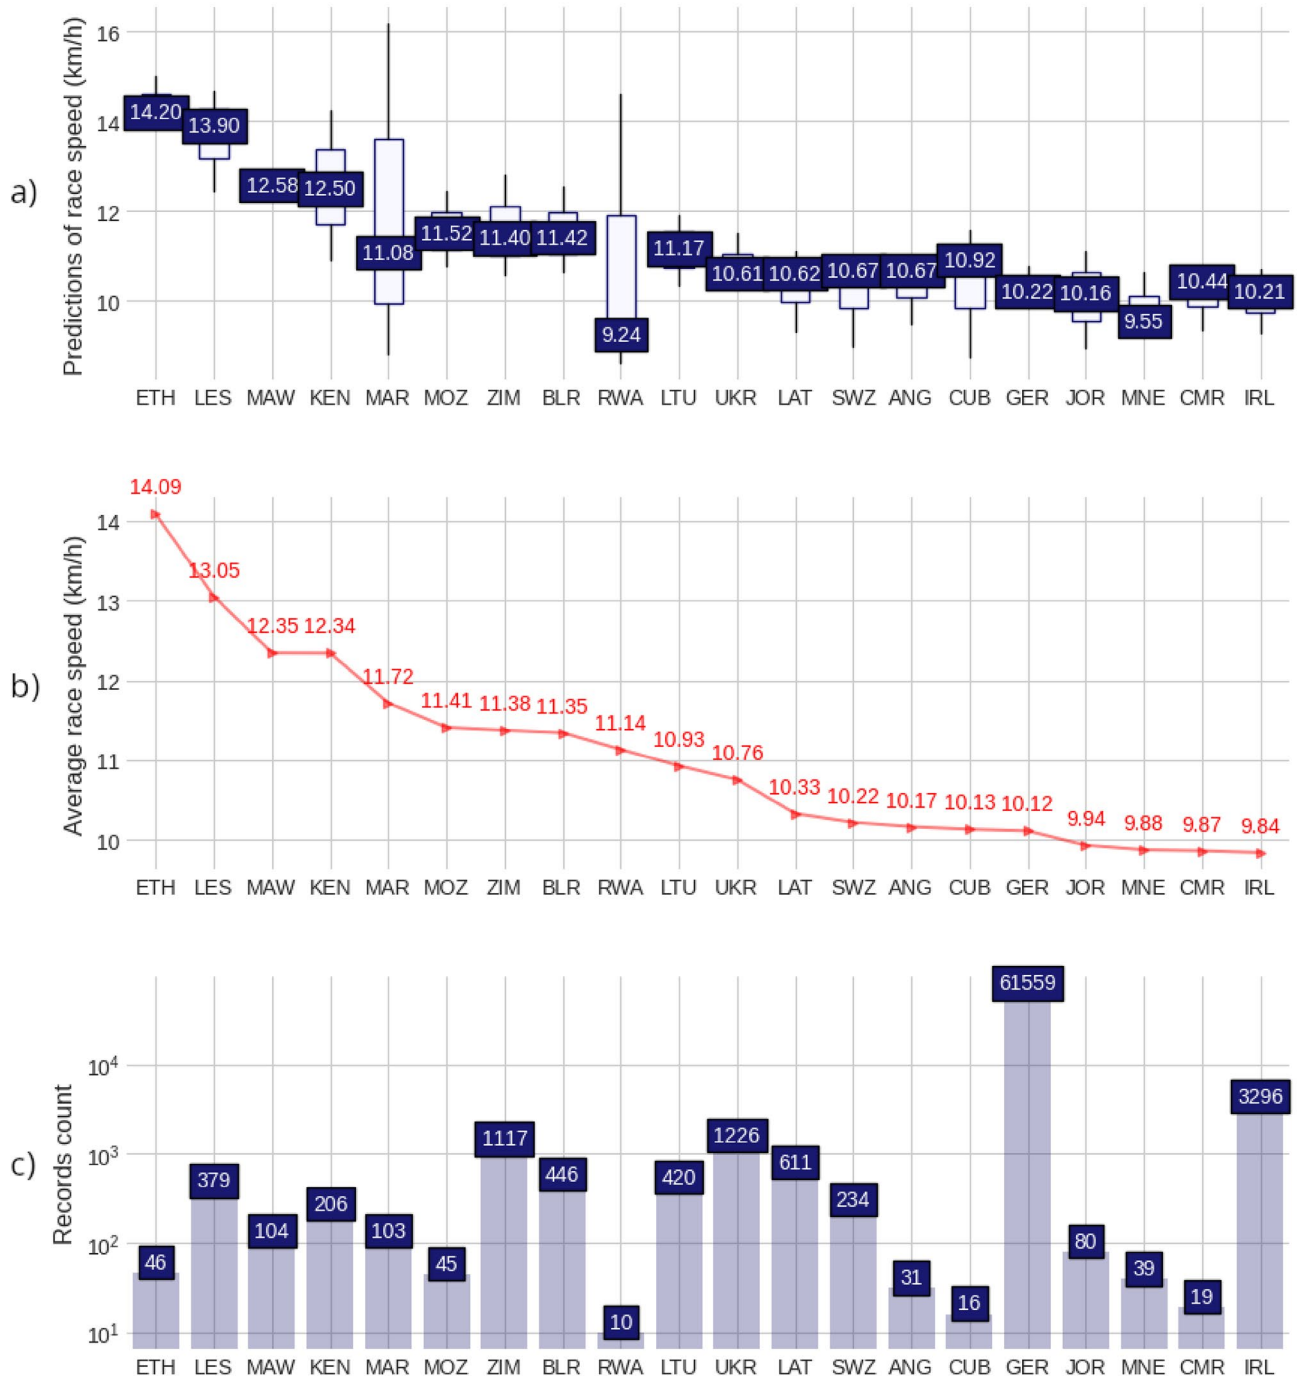 a)
Predictions of race speed (km/h)
16
14
12
10
14.20 13.90 12.58 12.50 11.08 11.52 11.40 11.42 9.24 11.17 10.61 10.62 10.67 10.67 10.92 10.22 10.16 9.55 10.44 10.21
ETH LES MAW KEN MAR MOZ ZIM BLR RWA LTU UKR LAT SWZ ANG CUB GER JOR MNE CMR IRL
b)
Average race speed (km/h)
14
13
12
11
10
14.09 13.05 12.35 12.34 11.72 11.41 11.38 11.35 11.14 10.93 10.76 10.33 10.22 10.17 10.13 10.12 9.94 9.88 9.87 9.84
ETH LES MAW KEN MAR MOZ ZIM BLR RWA LTU UKR LAT SWZ ANG CUB GER JOR MNE CMR IRL
c)
Records count
10⁴
10³
10²
10¹
46 379 104 206 103 45 1117 446 10 420 1226 611 234 31 16 61559 80 39 19 3296
ETH LES MAW KEN MAR MOZ ZIM BLR RWA LTU UKR LAT SWZ ANG CUB GER JOR MNE CMR IRL